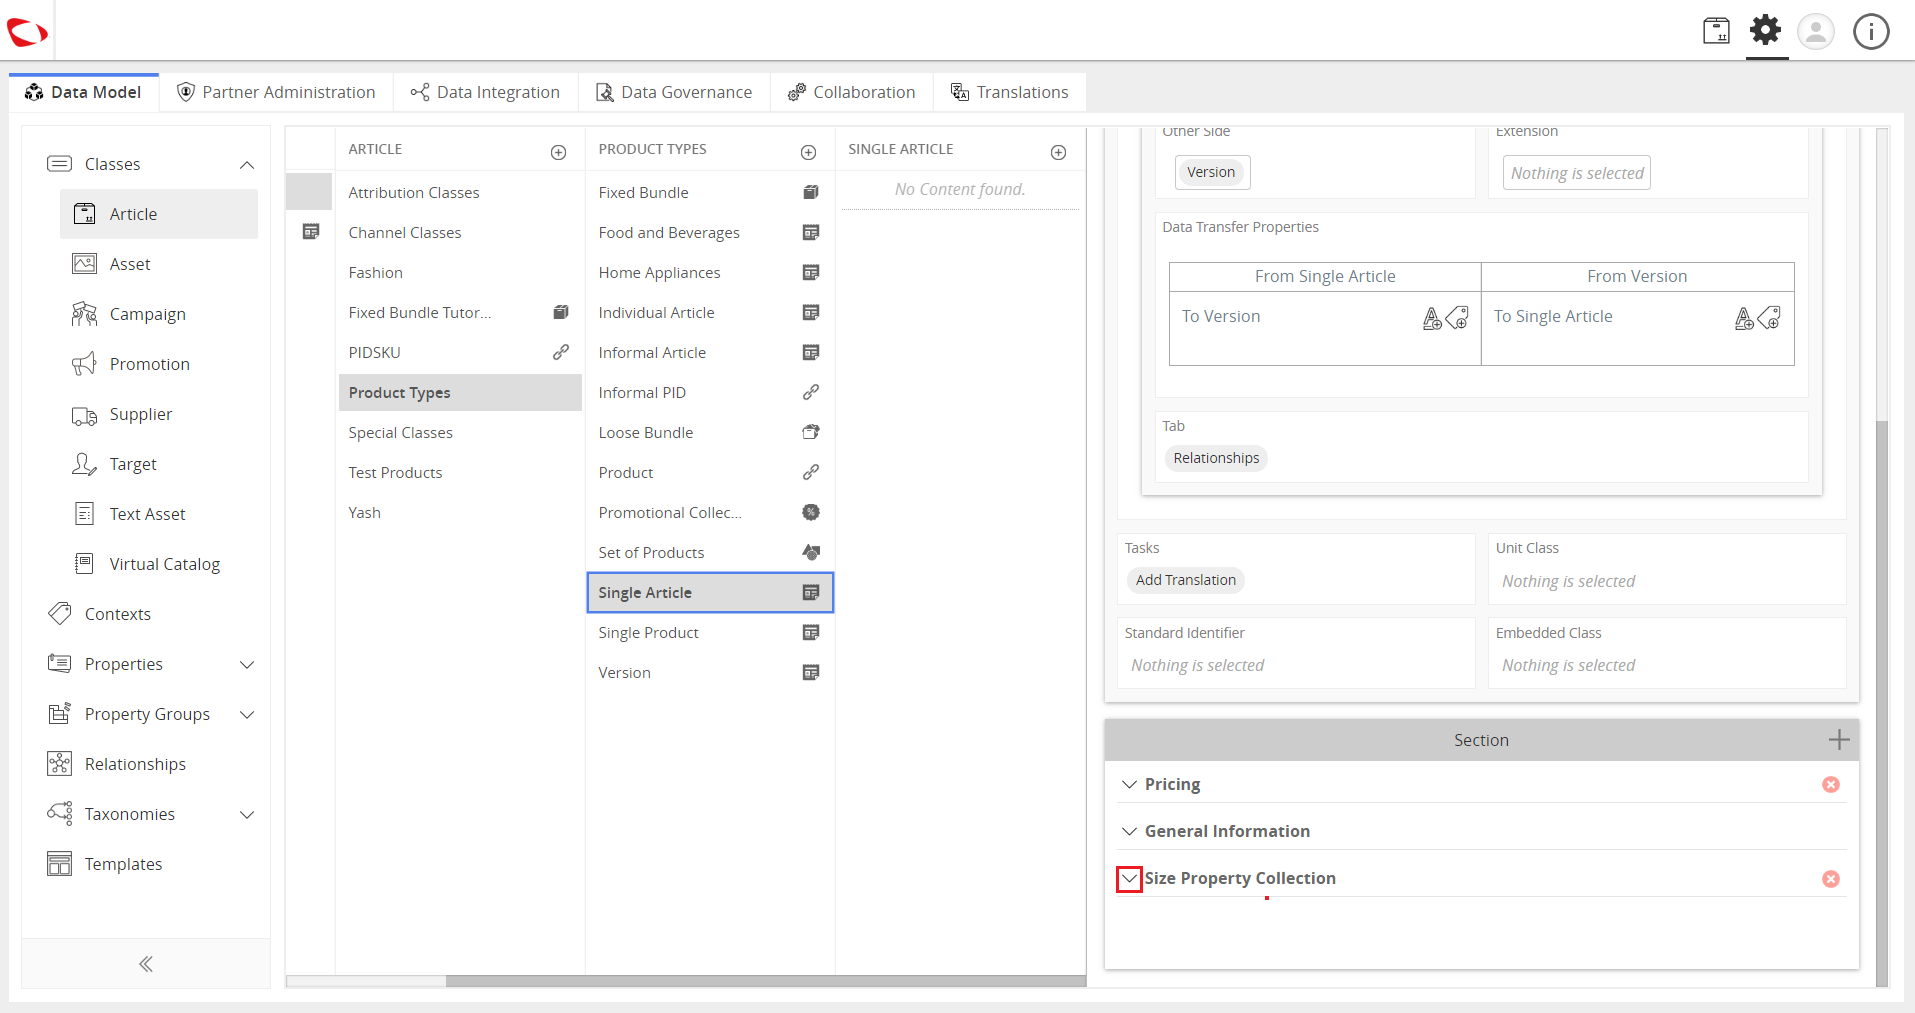 Data Model
Partner Administration
Data Integration
Data Governance
Collaboration
Translations
Classes
Article
Asset
Campaign
Promotion
Supplier
Target
Text Asset
Virtual Catalog
Contexts
Properties
Property Groups
Relationships
Taxonomies
Templates
ARTICLE
Attribution Classes
Channel Classes
Fashion
Fixed Bundle Tutor...
PIDSKU
Product Types
Special Classes
Test Products
Yash
PRODUCT TYPES
Fixed Bundle
Food and Beverages
Home Appliances
Individual Article
Informal Article
Informal PID
Loose Bundle
Product
Promotional Collec...
Set of Products
Single Article
Single Product
Version
SINGLE ARTICLE
No Content found.
Other Side
Version
Extension
Nothing is selected
Data Transfer Properties
From Single Article
From Version
To Version
To Single Article
Tab
Relationships
Tasks
Add Translation
Unit Class
Nothing is selected
Standard Identifier
Nothing is selected
Embedded Class
Nothing is selected
Section
Pricing
General Information
Size Property Collection